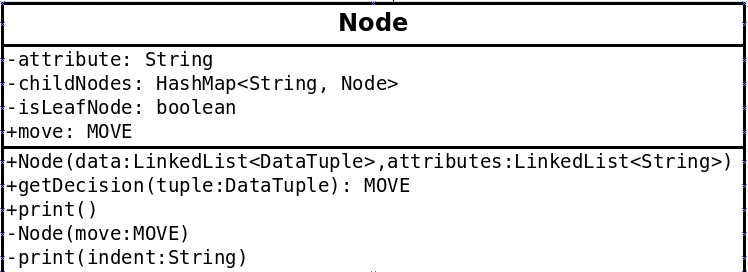 Node
-attribute: String
-childNodes: HashMap<String, Node>
-isLeafNode: boolean
+move: MOVE
+Node(data:LinkedList<DataTuple>,attributes:LinkedList<String>)
+getDecision(tuple:DataTuple): MOVE
+print()
-Node(move:MOVE)
-print(indent:String)